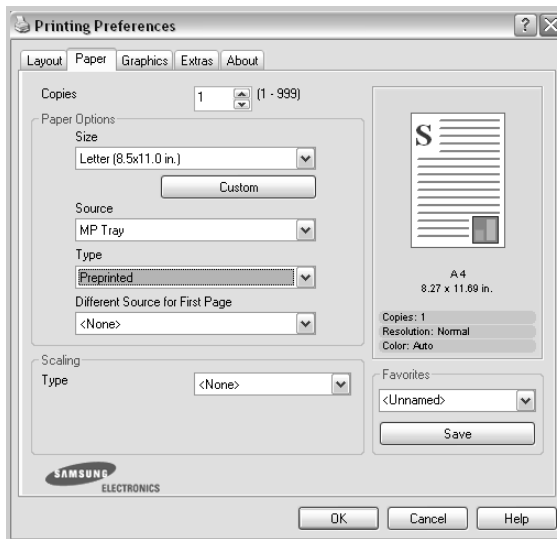 Printing Preferences
Layout Paper Graphics Extras About
Copies 1 (1 - 999)
Paper Options
Size
Letter (8.5x11.0 in.)
Custom
Source
MP Tray
Type
Preprinted
Different Source for First Page
<None>
Scaling
Type <None>
S
A4
8.27 x 11.69 in.
Copies: 1
Resolution: Normal
Color: Auto
Favorites
<Unnamed>
Save
SAMSUNG
ELECTRONICS
OK Cancel Help